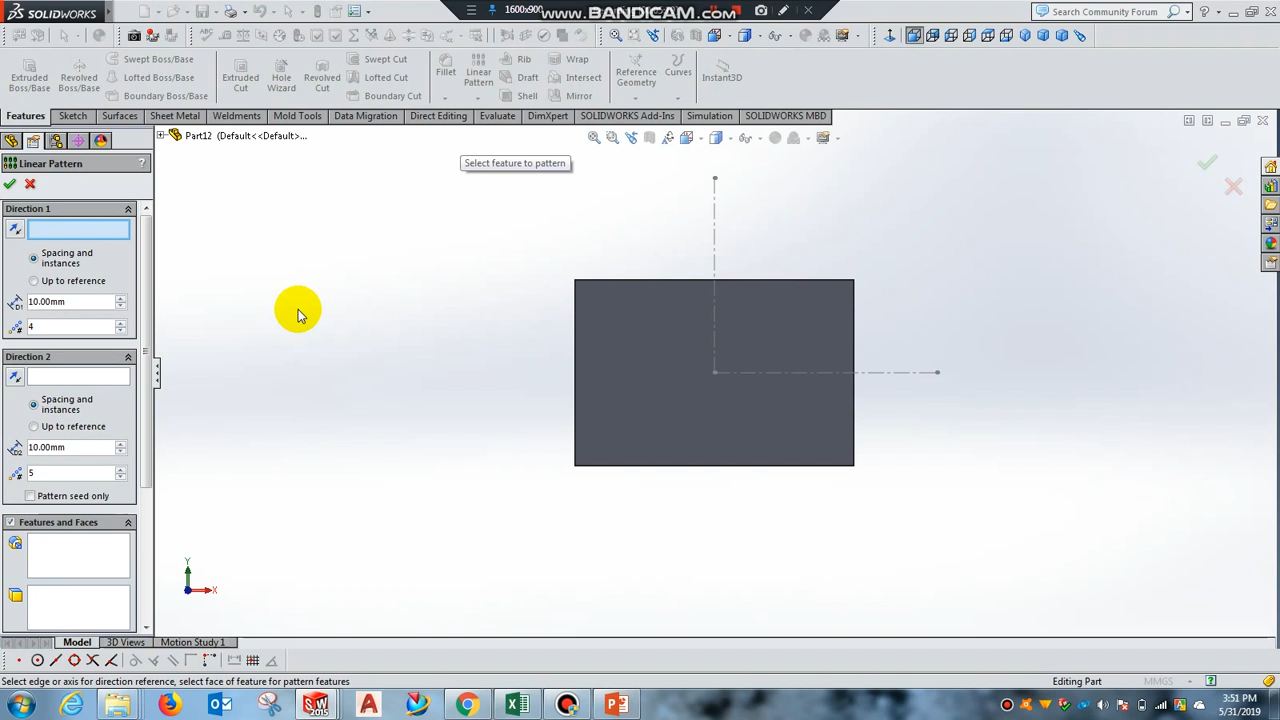 SOLIDWORKS
1600x900
www.BANDICAM.com
Search Community Forum
Extruded Boss/Base
Revolved Boss/Base
Swept Boss/Base
Lofted Boss/Base
Boundary Boss/Base
Extruded Cut
Hole Wizard
Revolved Cut
Swept Cut
Lofted Cut
Boundary Cut
Fillet
Linear Pattern
Rib
Draft
Shell
Wrap
Intersect
Mirror
Reference Geometry
Curves
Instant3D
Features
Sketch
Surfaces
Sheet Metal
Weldments
Mold Tools
Data Migration
Direct Editing
Evaluate
DimXpert
SOLIDWORKS Add-Ins
Simulation
SOLIDWORKS MBD
Part12 (Default<<Default>...
Linear Pattern
?
Select feature to pattern
Direction 1
Spacing and instances
Up to reference
D1
10.00mm
4
Direction 2
Spacing and instances
Up to reference
D2
10.00mm
5
Pattern seed only
Features and Faces
Y
X
Model
3D Views
Motion Study 1
Select edge or axis for direction reference, select face of feature for pattern features
Editing Part
MMGS
3:51 PM
5/31/2019